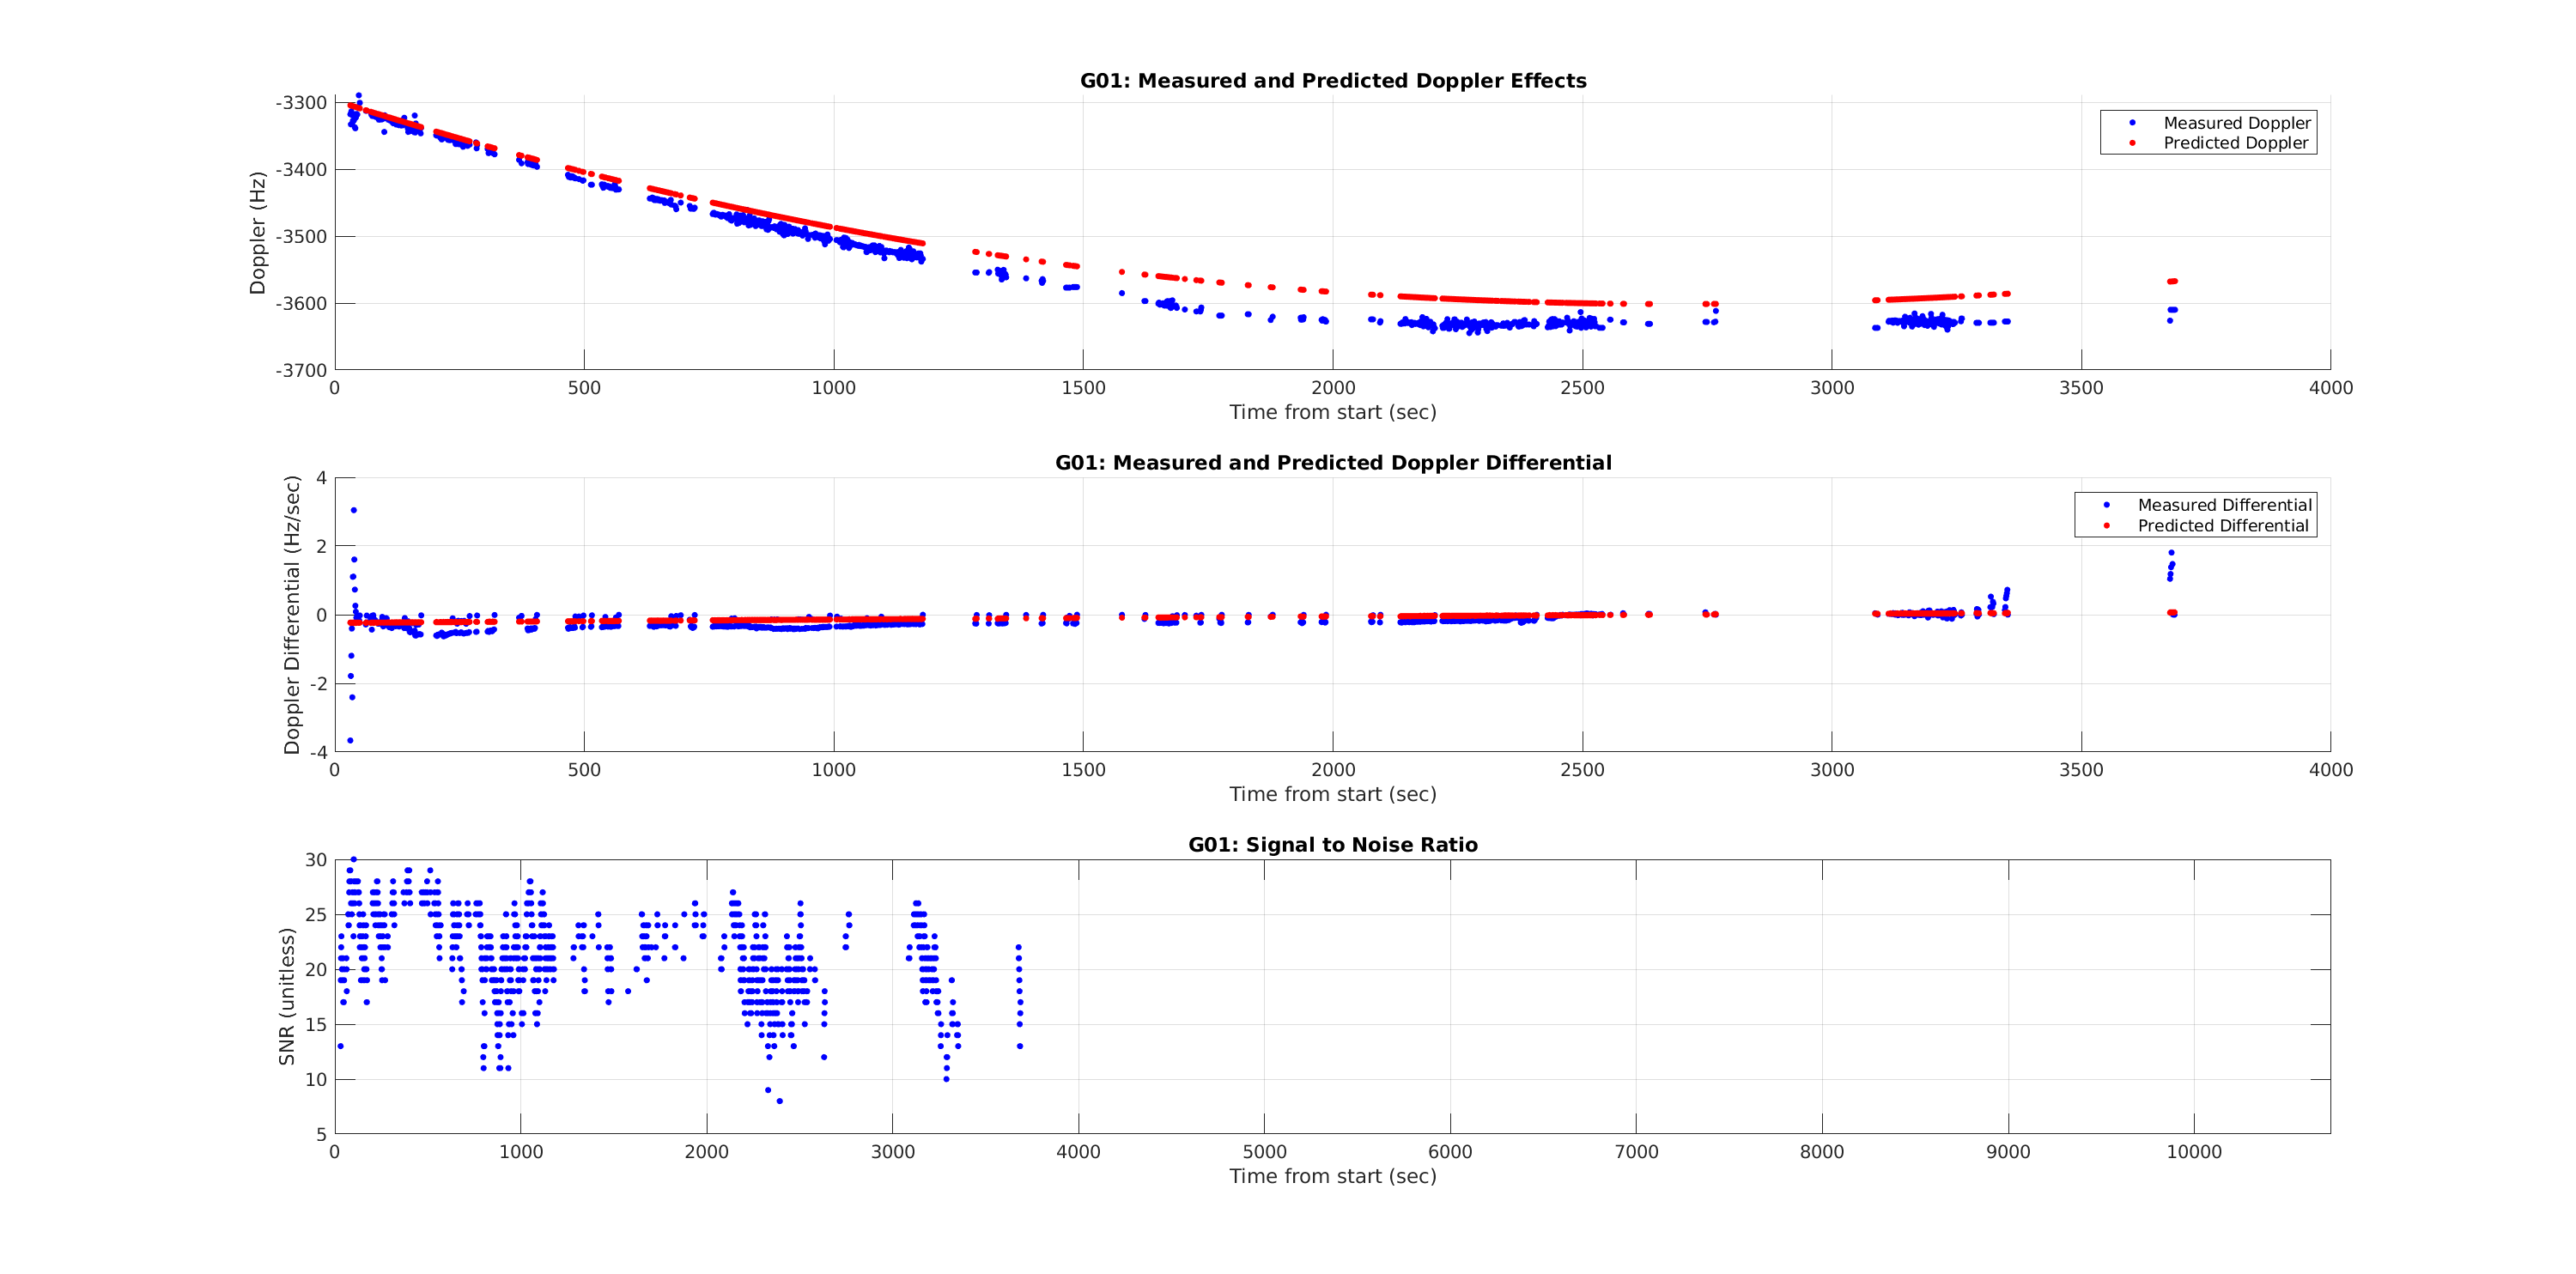 G01: Measured and Predicted Doppler Effects
Doppler (Hz)
-3300
-3400
-3500
-3600
-3700
Measured Doppler
Predicted Doppler
0 500 1000 1500 2000 2500 3000 3500 4000
Time from start (sec)
G01: Measured and Predicted Doppler Differential
Doppler Differential (Hz/sec)
4
2
0
-2
-4
Measured Differential
Predicted Differential
0 500 1000 1500 2000 2500 3000 3500 4000
Time from start (sec)
G01: Signal to Noise Ratio
SNR (unitless)
30
25
20
15
10
5
0 1000 2000 3000 4000 5000 6000 7000 8000 9000 10000
Time from start (sec)